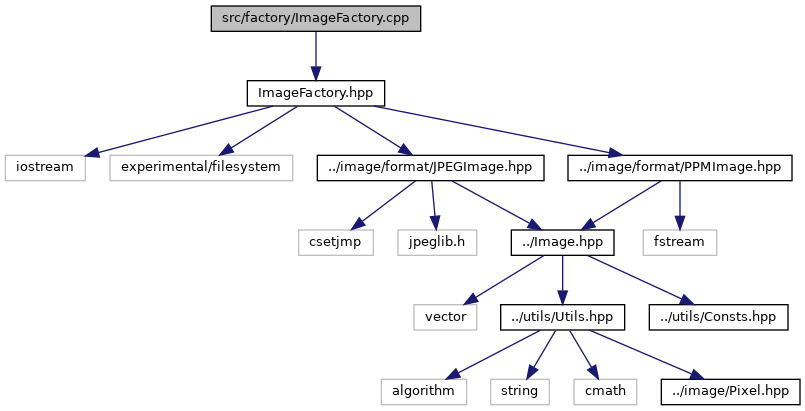 src/factory/ImageFactory.cpp
ImageFactory.hpp
iostream
experimental/filesystem
../image/format/JPEGImage.hpp
../image/format/PPMImage.hpp
csetjmp
jpeglib.h
../Image.hpp
fstream
vector
../utils/Utils.hpp
../utils/Consts.hpp
algorithm
string
cmath
../image/Pixel.hpp